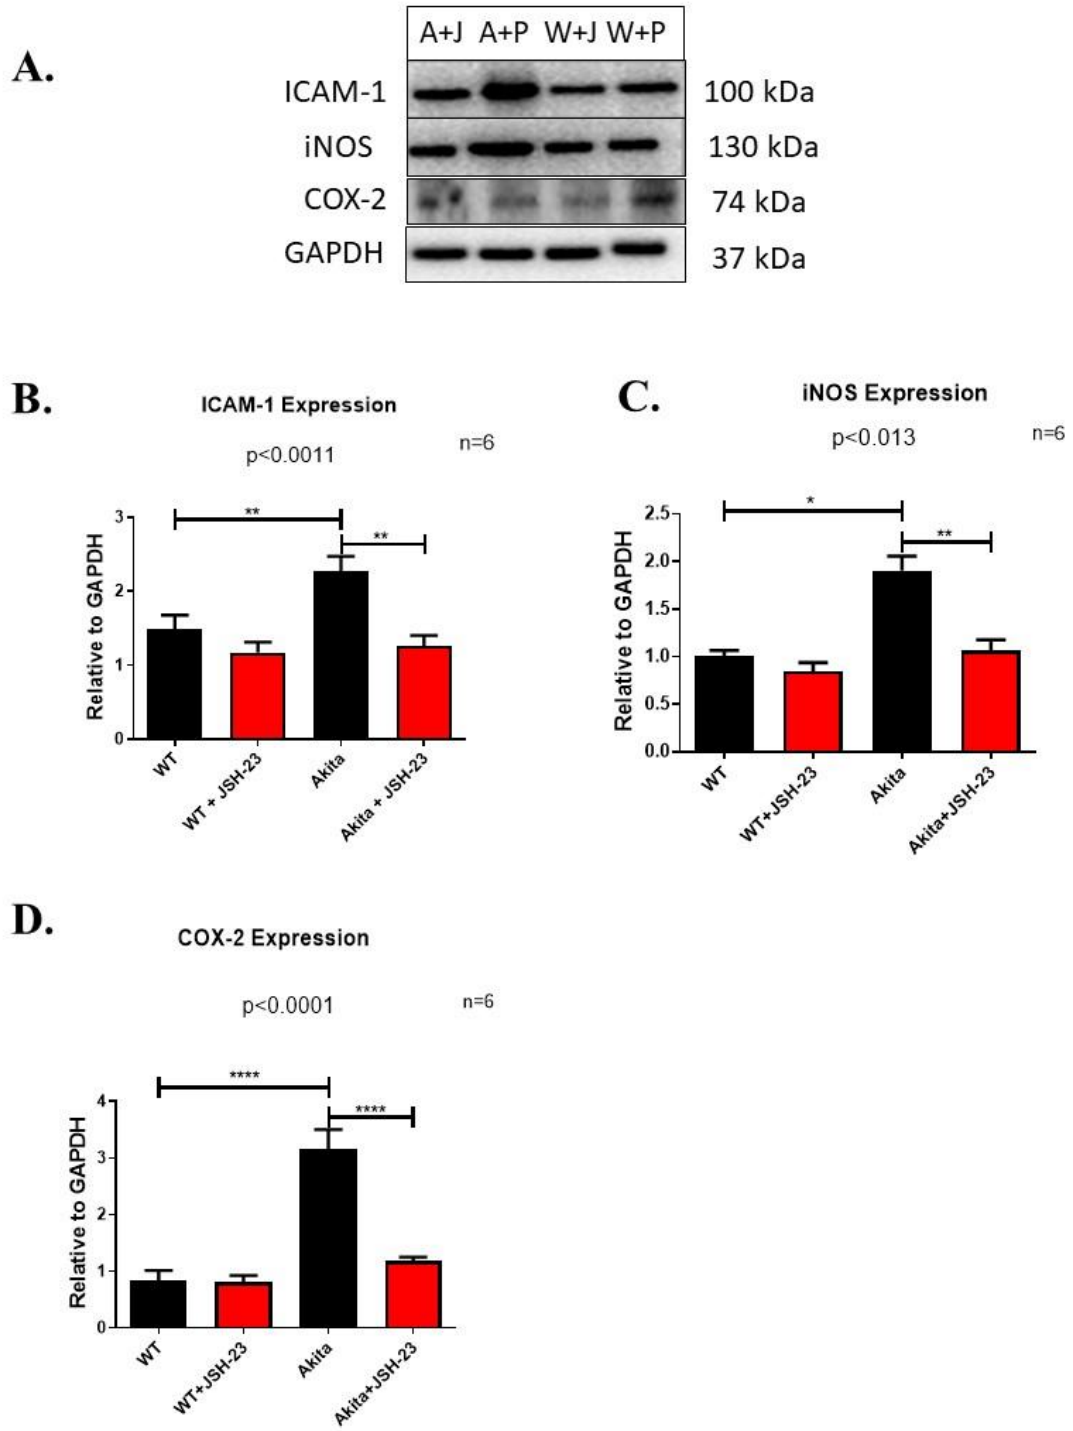 A.
A+J A+P W+J W+P
ICAM-1 100 kDa
iNOS 130 kDa
COX-2 74 kDa
GAPDH 37 kDa
B.
ICAM-1 Expression
p<0.0011
n=6
**
**
Relative to GAPDH
3
2
1
0
WT
WT + JSH-23
Akita
Akita + JSH-23
C.
iNOS Expression
p<0.013
n=6
*
**
Relative to GAPDH
2.5
2.0
1.5
1.0
0.5
0.0
WT
WT+JSH-23
Akita
Akita+JSH-23
D.
COX-2 Expression
p<0.0001
n=6
****
****
Relative to GAPDH
4
3
2
1
0
WT
WT+JSH-23
Akita
Akita+JSH-23